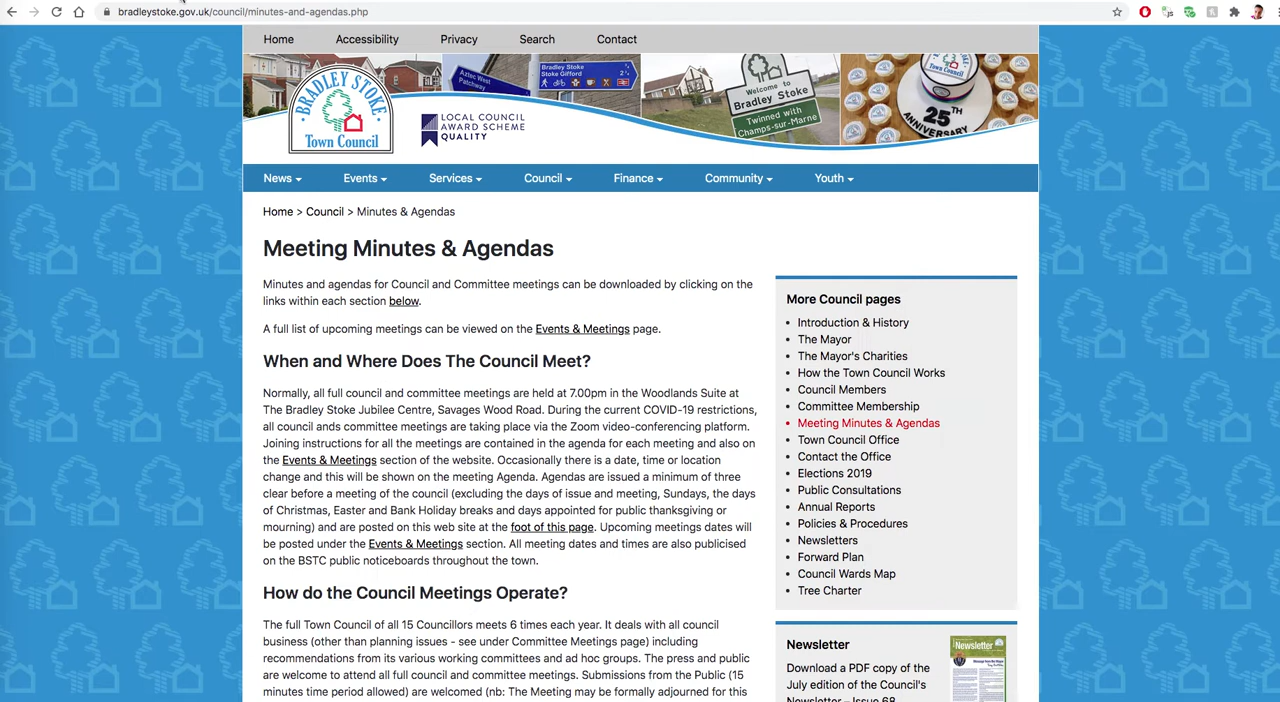 bradleystoke.gov.uk/council/minutes-and-agendas.php
Home Accessibility Privacy Search Contact
BRADLEY STOKE
Town Council
LOCAL COUNCIL
AWARD SCHEME
QUALITY
Aztec West
Patchway
Bradley Stoke
Stoke Gifford
Welcome to
Bradley Stoke
Twinned with
Champs-sur-Marne
Town Council
25TH
ANNIVERSARY
News Events Services Council Finance Community Youth
Home > Council > Minutes & Agendas
Meeting Minutes & Agendas
Minutes and agendas for Council and Committee meetings can be downloaded by clicking on the
links within each section below.
A full list of upcoming meetings can be viewed on the Events & Meetings page.
When and Where Does The Council Meet?
Normally, all full council and committee meetings are held at 7.00pm in the Woodlands Suite at
The Bradley Stoke Jubilee Centre, Savages Wood Road. During the current COVID-19 restrictions,
all council ands committee meetings are taking place via the Zoom video-conferencing platform.
Joining instructions for all the meetings are contained in the agenda for each meeting and also on
the Events & Meetings section of the website. Occasionally there is a date, time or location
change and this will be shown on the meeting Agenda. Agendas are issued a minimum of three
clear before a meeting of the council (excluding the days of issue and meeting, Sundays, the days
of Christmas, Easter and Bank Holiday breaks and days appointed for public thanksgiving or
mourning) and are posted on this web site at the foot of this page. Upcoming meetings dates will
be posted under the Events & Meetings section. All meeting dates and times are also publicised
on the BSTC public noticeboards throughout the town.
How do the Council Meetings Operate?
The full Town Council of all 15 Councillors meets 6 times each year. It deals with all council
business (other than planning issues - see under Committee Meetings page) including
recommendations from its various working committees and ad hoc groups. The press and public
are welcome to attend all full council and committee meetings. Submissions from the Public (15
minutes time period allowed) are welcomed (nb: The Meeting may be formally adjourned for this
More Council pages
Introduction & History
The Mayor
The Mayor's Charities
How the Town Council Works
Council Members
Committee Membership
Meeting Minutes & Agendas
Town Council Office
Contact the Office
Elections 2019
Public Consultations
Annual Reports
Policies & Procedures
Newsletters
Forward Plan
Council Wards Map
Tree Charter
Newsletter
Download a PDF copy of the
July edition of the Council's
Newsletter – Issue 68
Newsletter